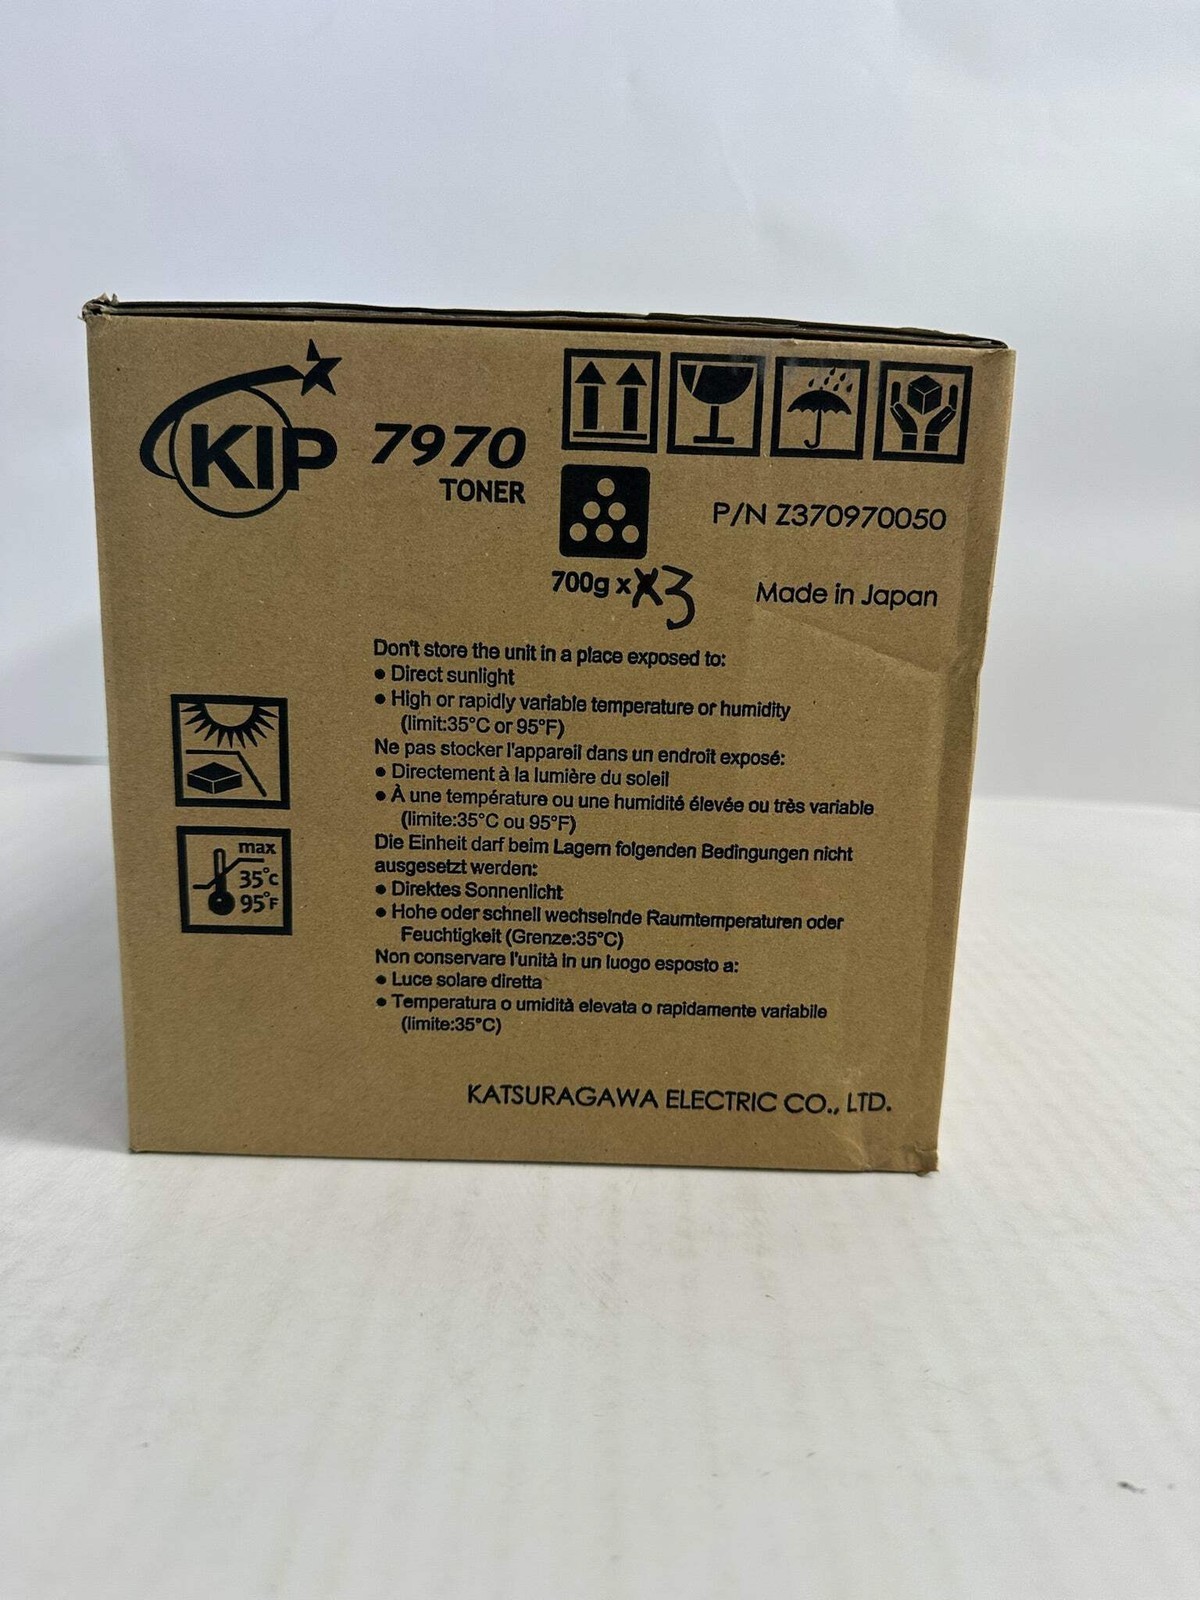 KIP 7970
TONER
P/N Z370970050
700g x X3
Made in Japan
Don't store the unit in a place exposed to:
● Direct sunlight
● High or rapidly variable temperature or humidity
(limit:35°C or 95°F)
Ne pas stocker l'appareil dans un endroit exposé:
● Directement à la lumière du soleil
● À une température ou une humidité élevée ou très variable
(limite:35°C ou 95°F)
Die Einheit darf beim Lagern folgenden Bedingungen nicht
ausgesetzt werden:
● Direktes Sonnenlicht
● Hohe oder schnell wechselnde Raumtemperaturen oder
Feuchtigkeit (Grenze:35°C)
Non conservare l'unità in un luogo esposto a:
● Luce solare diretta
● Temperatura o umidità elevata o rapidamente variabile
(limite:35°C)
max
35°C
95°F
KATSURAGAWA ELECTRIC CO., LTD.